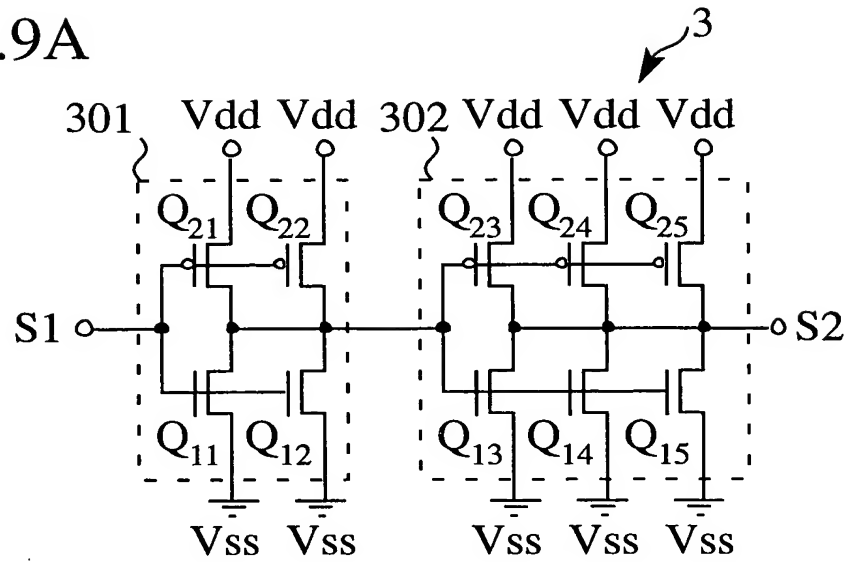 .9A
3
301 Vdd Vdd 302 Vdd Vdd Vdd
Q21 Q22 Q23 Q24 Q25
S1 S2
Q11 Q12 Q13 Q14 Q15
Vss Vss Vss Vss Vss